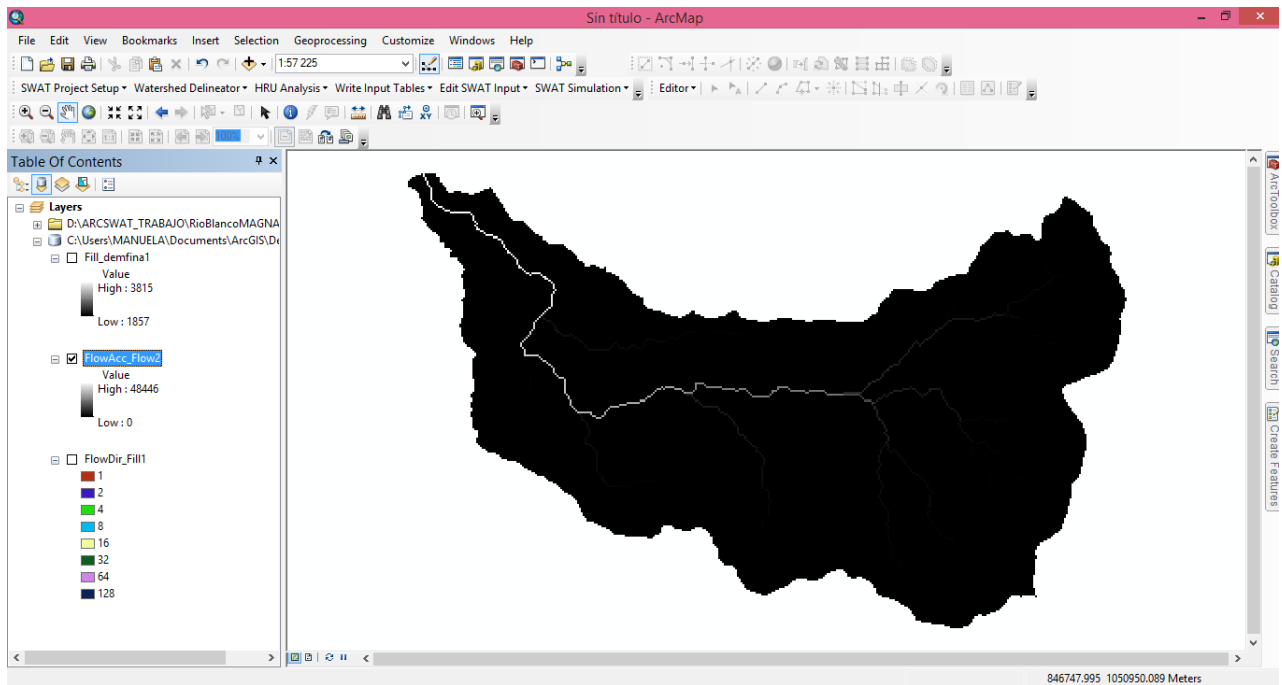 Sin título - ArcMap
File Edit View Bookmarks Insert Selection Geoprocessing Customize Windows Help
1:57 225
SWAT Project Setup Watershed Delineator HRU Analysis Write Input Tables Edit SWAT Input SWAT Simulation Editor
100%
Table Of Contents
Layers
D:\ARCSWAT_TRABAJO\RioBlancoMAGNA
C:\Users\MANUELA\Documents\ArcGIS\De
Fill_demfina1
Value
High : 3815
Low : 1857
FlowAcc_Flow2
Value
High : 48446
Low : 0
FlowDir_Fill1
1
2
4
8
16
32
64
128
ArcToolbox
Catalog
Search
Create Features
846747.995 1050950.089 Meters